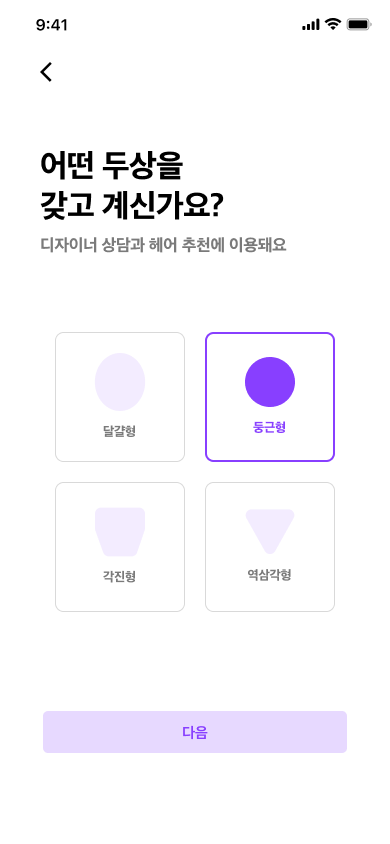 9:41
어떤 두상을
갖고 계신가요?
디자이너 상담과 헤어 추천에 이용돼요
달걀형
둥근형
각진형
역삼각형
다음